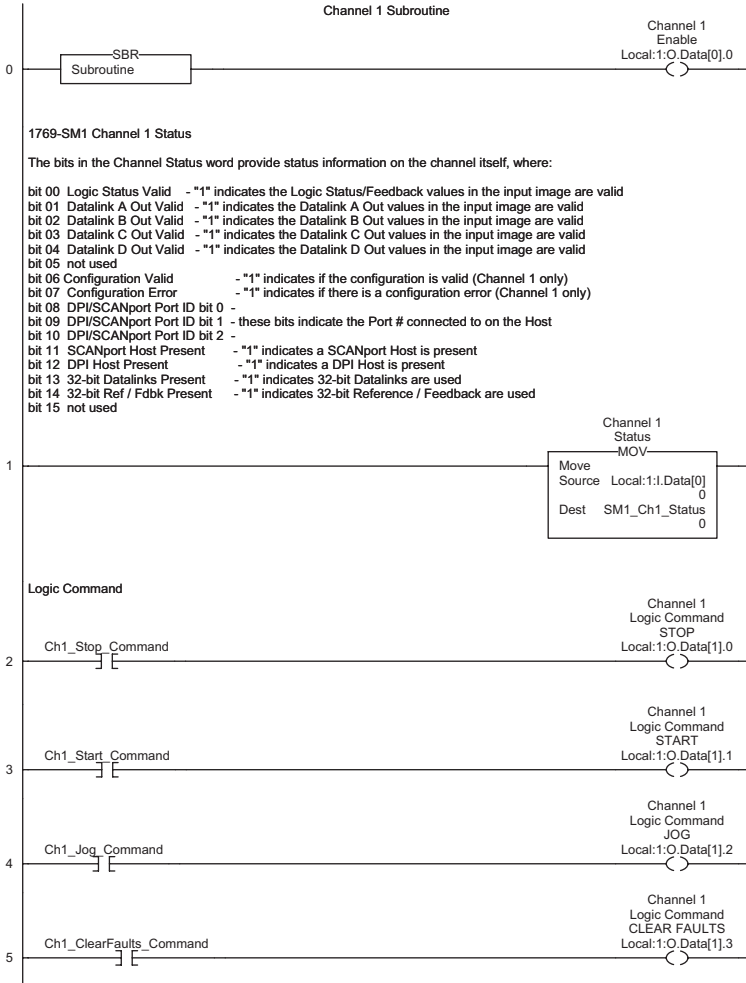 Channel 1 Subroutine
Channel 1
Enable
Local:1:O.Data[0].0
0
SBR
Subroutine
1769-SM1 Channel 1 Status
The bits in the Channel Status word provide status information on the channel itself, where:
bit 00 Logic Status Valid - "1" indicates the Logic Status/Feedback values in the input image are valid
bit 01 Datalink A Out Valid - "1" indicates the Datalink A Out values in the input image are valid
bit 02 Datalink B Out Valid - "1" indicates the Datalink B Out values in the input image are valid
bit 03 Datalink C Out Valid - "1" indicates the Datalink C Out values in the input image are valid
bit 04 Datalink D Out Valid - "1" indicates the Datalink D Out values in the input image are valid
bit 05 not used
bit 06 Configuration Valid - "1" indicates if the configuration is valid (Channel 1 only)
bit 07 Configuration Error - "1" indicates if there is a configuration error (Channel 1 only)
bit 08 DPI/SCANport Port ID bit 0 -
bit 09 DPI/SCANport Port ID bit 1 - these bits indicate the Port # connected to on the Host
bit 10 DPI/SCANport Port ID bit 2 -
bit 11 SCANport Host Present - "1" indicates a SCANport Host is present
bit 12 DPI Host Present - "1" indicates a DPI Host is present
bit 13 32-bit Datalinks Present - "1" indicates 32-bit Datalinks are used
bit 14 32-bit Ref / Fdbk Present - "1" indicates 32-bit Reference / Feedback are used
bit 15 not used
Channel 1
Status
MOV
1
Move
Source Local:1:I.Data[0]
0
Dest SM1_Ch1_Status
0
Logic Command
Channel 1
Logic Command
STOP
Ch1_Stop_Command Local:1:O.Data[1].0
2
Channel 1
Logic Command
START
Ch1_Start_Command Local:1:O.Data[1].1
3
Channel 1
Logic Command
JOG
Ch1_Jog_Command Local:1:O.Data[1].2
4
Channel 1
Logic Command
CLEAR FAULTS
Ch1_ClearFaults_Command Local:1:O.Data[1].3
5